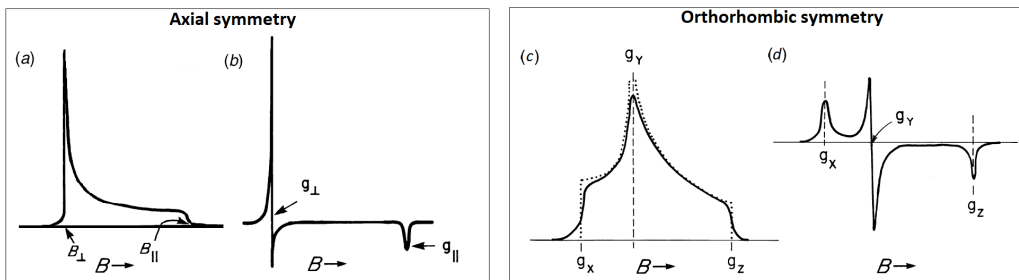 Axial symmetry
(a)
B⊥
B||
B→
(b)
g⊥
g||
B→
Orthorhombic symmetry
(c)
gY
gX
B→
gZ
(d)
gY
gX
gZ
B→